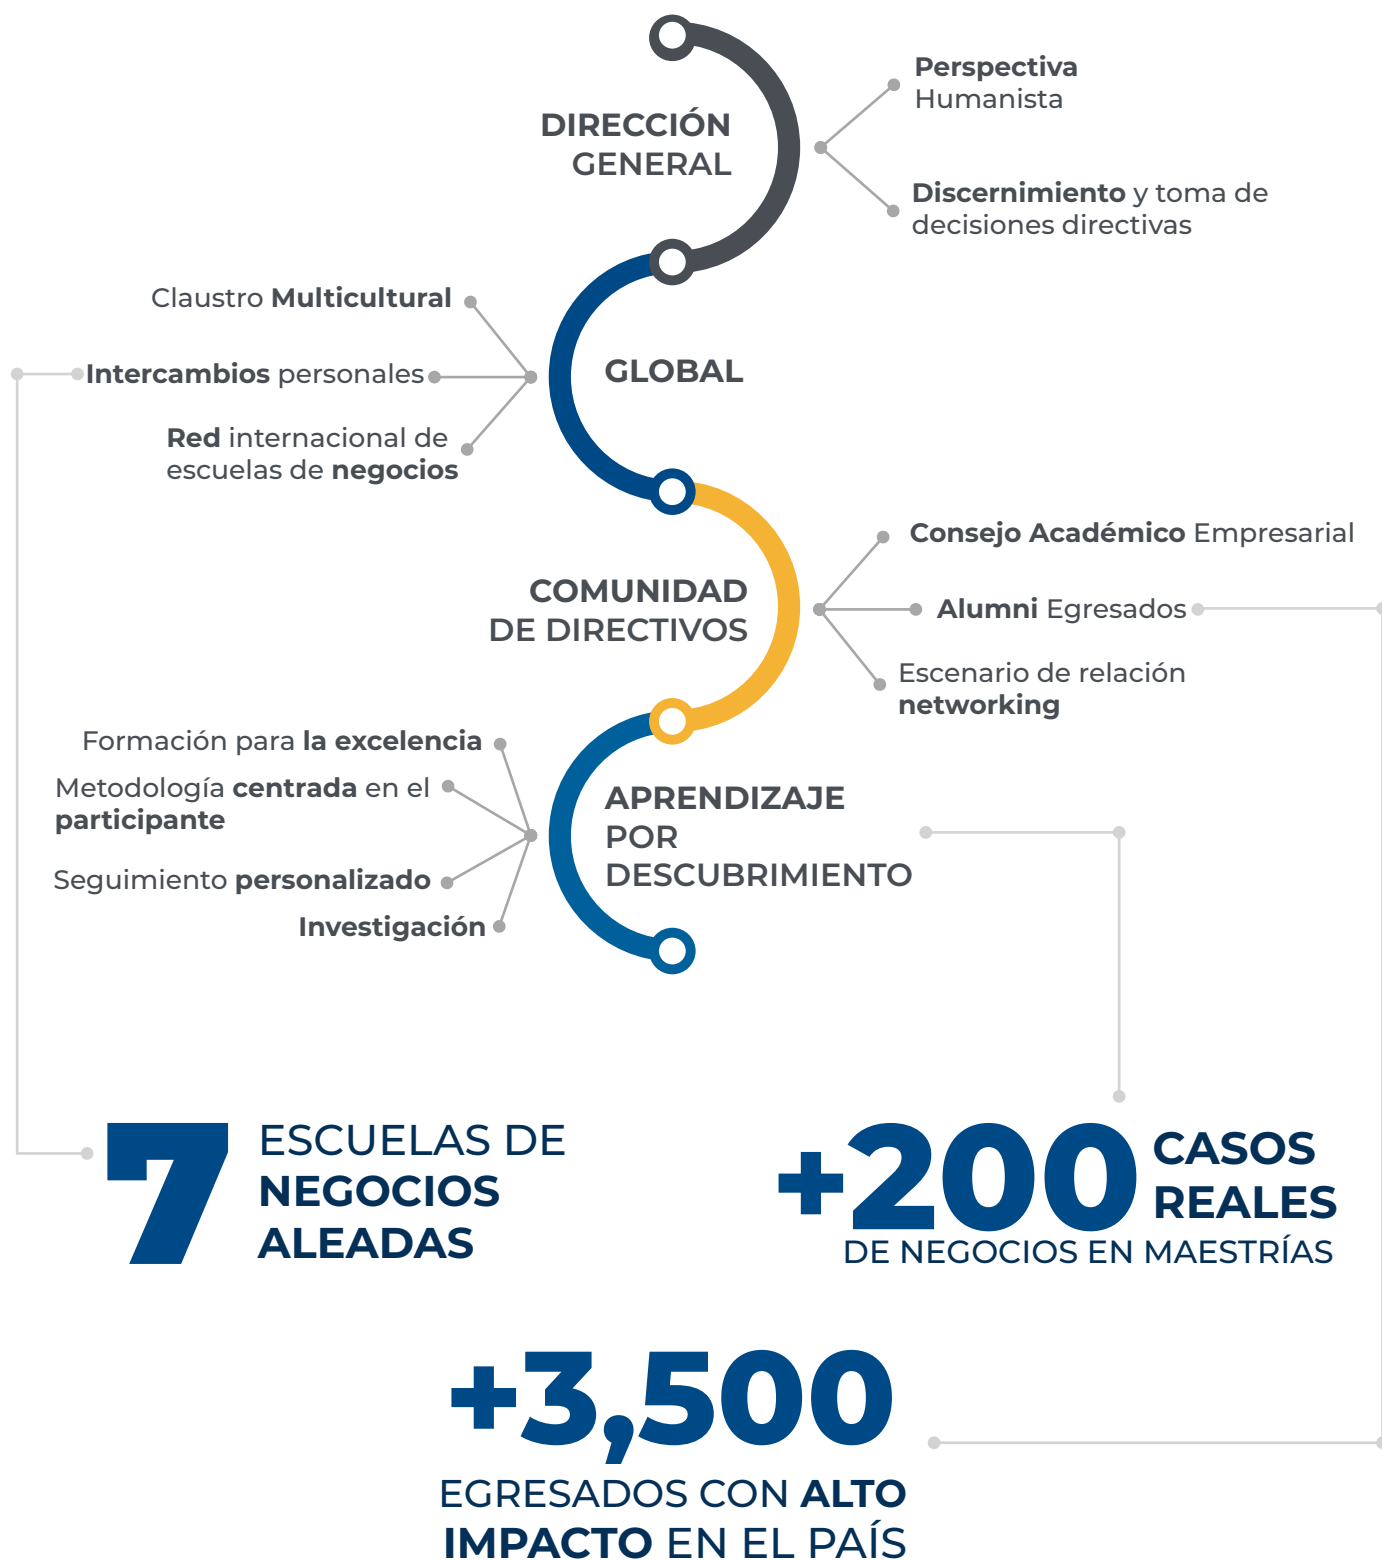 DIRECCIÓN
GENERAL
Perspectiva
Humanista
Discernimiento y toma de
decisiones directivas
Claustro Multicultural
Intercambios personales
Red internacional de
escuelas de negocios
GLOBAL
COMUNIDAD
DE DIRECTIVOS
Consejo Académico Empresarial
Alumni Egresados
Escenario de relación
networking
Formación para la excelencia
Metodología centrada en el
participante
Seguimiento personalizado
Investigación
APRENDIZAJE
POR
DESCUBRIMIENTO
7
ESCUELAS DE
NEGOCIOS
ALEADAS
+200
CASOS
REALES
DE NEGOCIOS EN MAESTRÍAS
+3,500
EGRESADOS CON ALTO
IMPACTO EN EL PAÍS